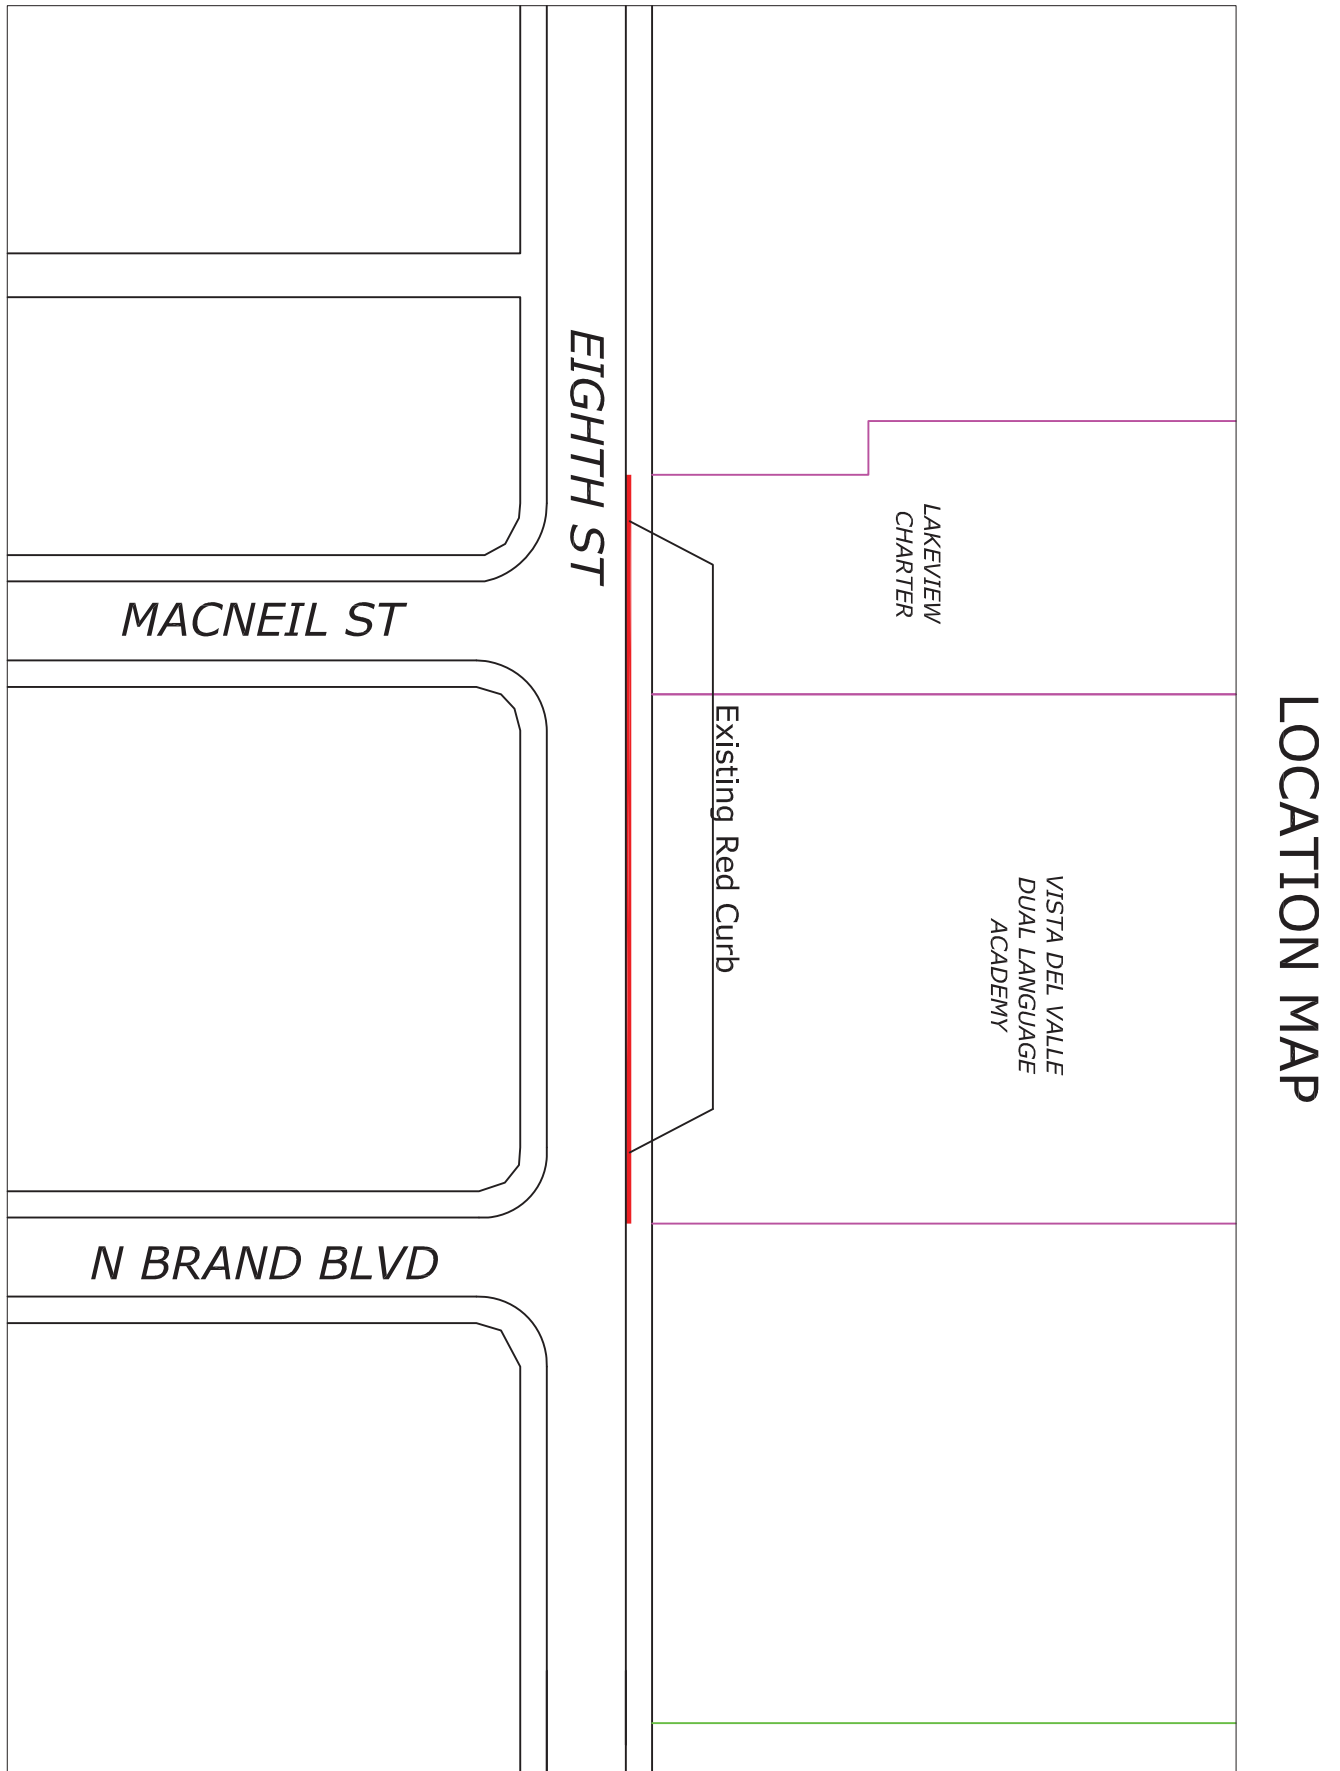 LOCATION MAP
EIGHTH ST
LAKEVIEW
CHARTER
MACNEIL ST
Existing Red Curb
VISTA DEL VALLE
DUAL LANGUAGE
ACADEMY
N BRAND BLVD